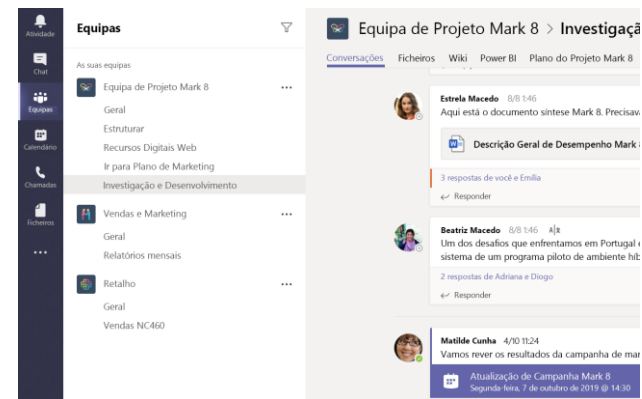 Atividade
Chat
Equipas
Calendário
Chamadas
Ficheiros
Equipas
As suas equipas
Equipa de Projeto Mark 8
Geral
Estruturar
Recursos Digitais Web
Ir para Plano de Marketing
Investigação e Desenvolvimento
Vendas e Marketing
Geral
Relatórios mensais
Retalho
Geral
Vendas NC460
Equipa de Projeto Mark 8 > Investigaçã
Conversações Ficheiros Wiki Power BI Plano do Projeto Mark 8
Estrela Macedo 8/8 1:46
Aqui está o documento síntese Mark 8. Precisava
Descrição Geral de Desempenho Mark 8
3 respostas de você e Emília
Responder
Beatriz Macedo 8/8 1:46
Um dos desafios que enfrentamos em Portugal é
sistema de um programa piloto de ambiente híb
2 respostas de Adriana e Diogo
Responder
Matilde Cunha 4/10 11:24
Vamos rever os resultados da campanha de mar
Atualização de Campanha Mark 8
Segunda-feira, 7 de outubro de 2019 @ 14:30